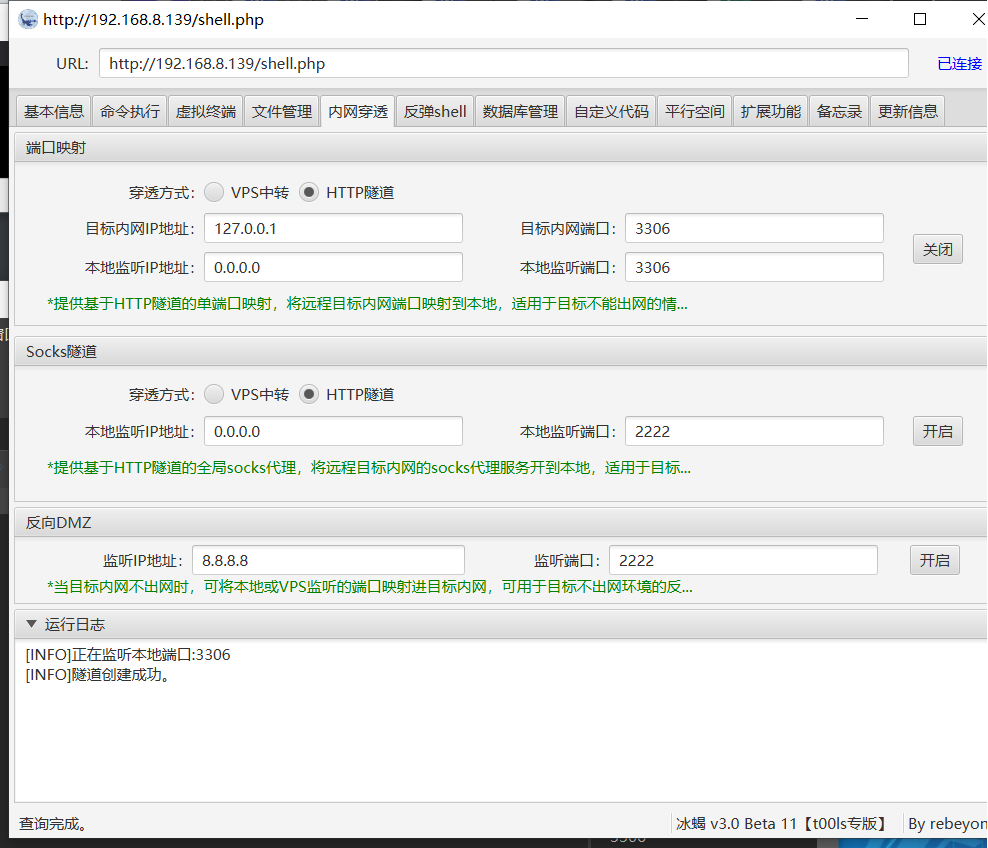 http://192.168.8.139/shell.php
URL: http://192.168.8.139/shell.php 已连接
基本信息 命令执行 虚拟终端 文件管理 内网穿透 反弹shell 数据库管理 自定义代码 平行空间 扩展功能 备忘录 更新信息
端口映射
穿透方式： VPS中转 HTTP隧道
目标内网IP地址： 127.0.0.1 目标内网端口： 3306
关闭
本地监听IP地址： 0.0.0.0 本地监听端口： 3306
*提供基于HTTP隧道的单端口映射，将远程目标内网端口映射到本地，适用于目标不能出网的情...
Socks隧道
穿透方式： VPS中转 HTTP隧道
本地监听IP地址： 0.0.0.0 本地监听端口： 2222 开启
*提供基于HTTP隧道的全局socks代理，将远程目标内网的socks代理服务开到本地，适用于目标...
反向DMZ
监听IP地址： 8.8.8.8 监听端口： 2222 开启
*当目标内网不出网时，可将本地或VPS监听的端口映射进目标内网，可用于目标不出网环境的反...
运行日志
[INFO]正在监听本地端口:3306
[INFO]隧道创建成功。
查询完成。 冰蝎 v3.0 Beta 11【t00ls专版】 By rebeyon